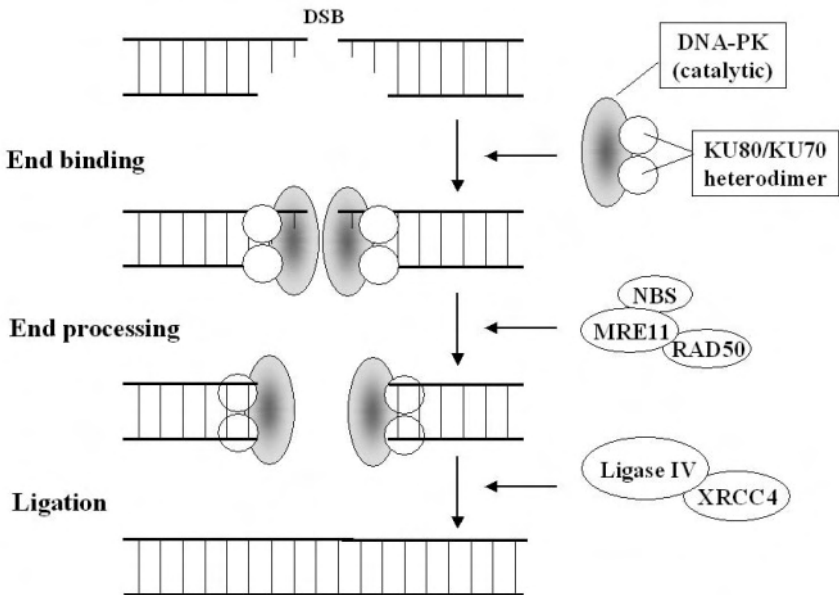 DSB
DNA-PK
(catalytic)
End binding
KU80/KU70
heterodimer
NBS
End processing
MRE11
RAD50
Ligase IV
Ligation
XRCC4